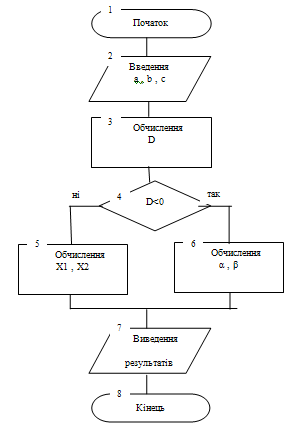 1
Початок
2
Введення
a, b , c
3
Обчислення
D
4
D<0
ні
так
5
Обчислення
X1 , X2
6
Обчислення
α , β
7
Виведення
результатів
8
Кінець